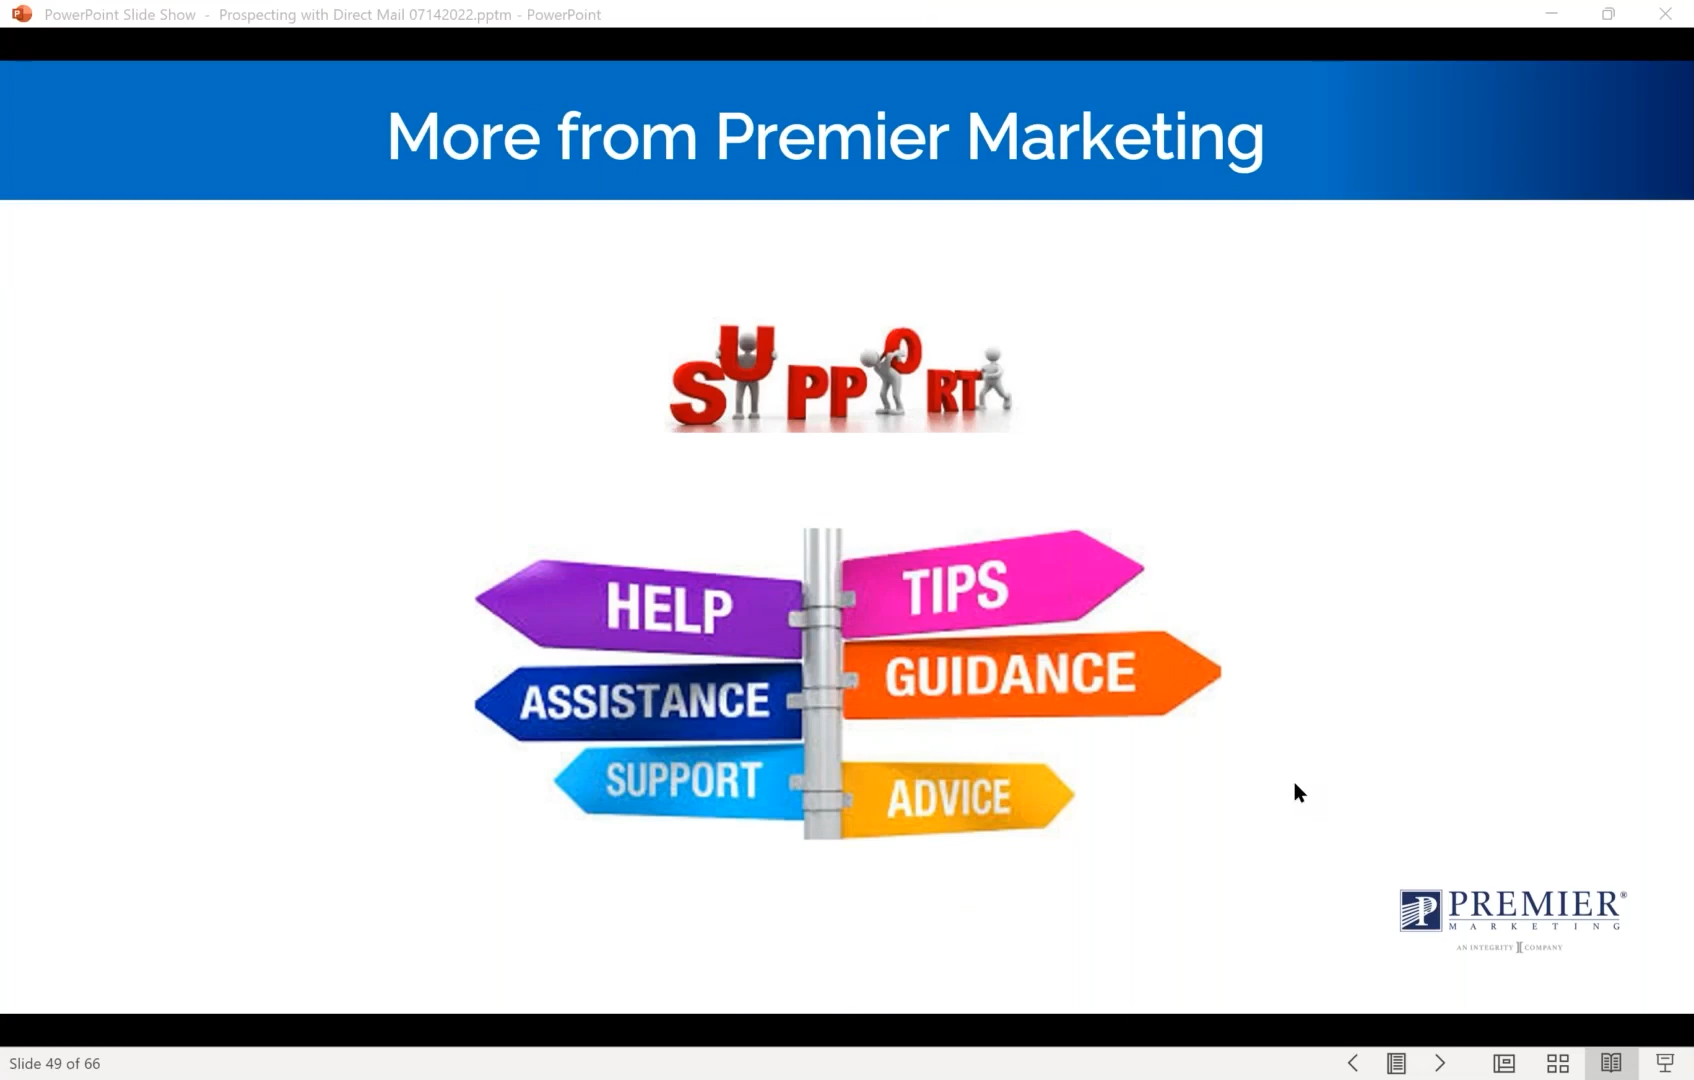 PowerPoint Slide Show - Prospecting with Direct Mail 07142022.pptm - PowerPoint
More from Premier Marketing
SUPPORT
HELP
TIPS
ASSISTANCE
GUIDANCE
SUPPORT
ADVICE
PREMIER®
MARKETING
AN INTEGRITY COMPANY
Slide 49 of 66